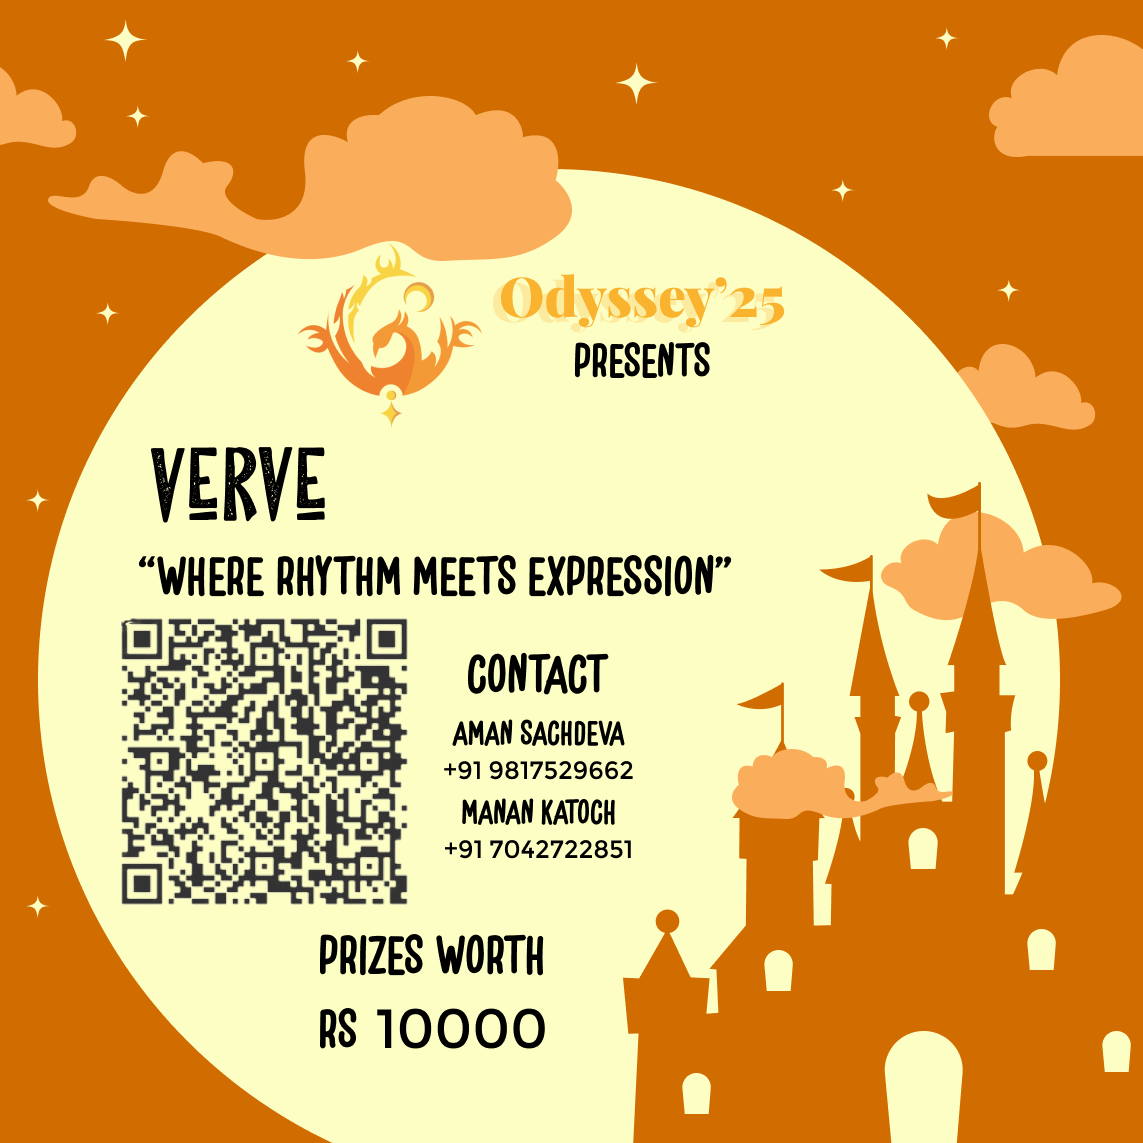 Odyssey'25
PRESENTS
VERVE
“WHERE RHYTHM MEETS EXPRESSION”
CONTACT
AMAN SACHDEVA
+91 9817529662
MANAN KATOCH
+91 7042722851
PRIZES WORTH
RS 10000